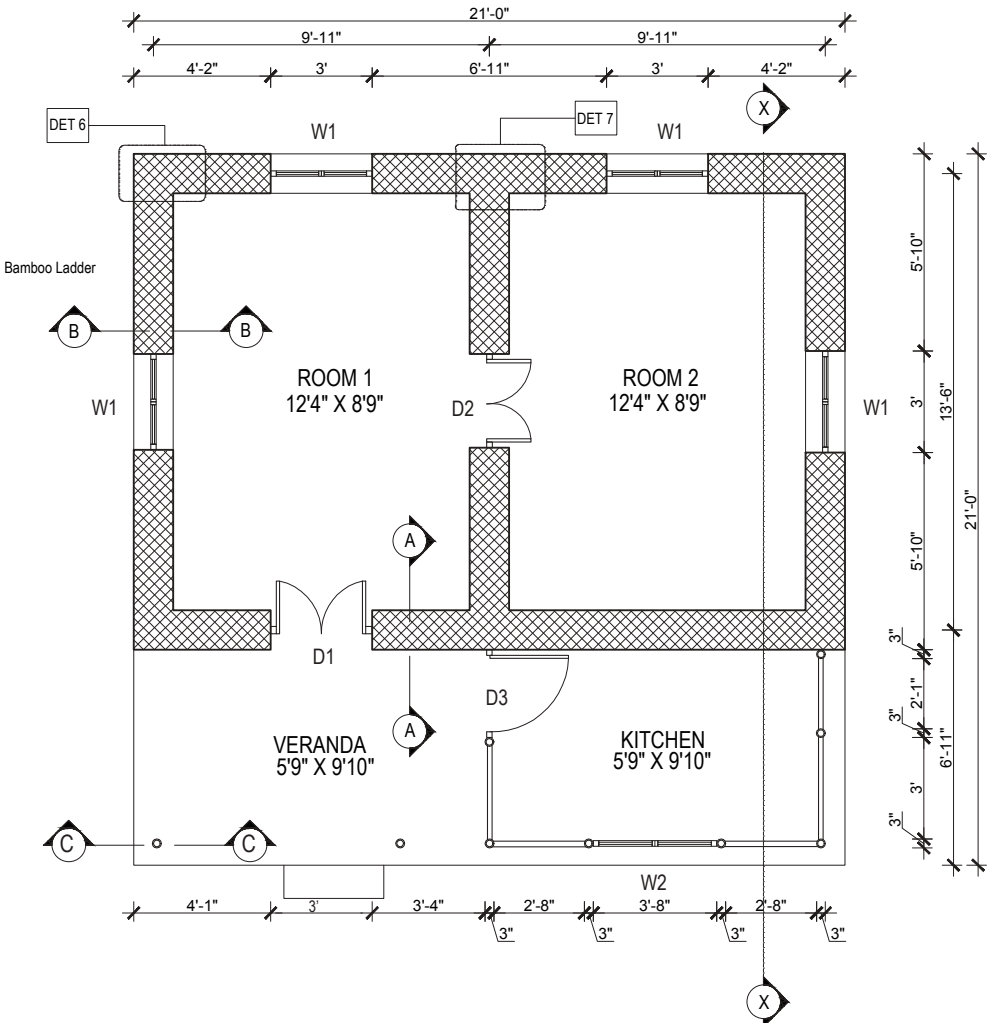 21'-0"
9'-11" 9'-11"
4'-2" 3' 6'-11" 3' 4'-2"
X
DET 6
DET 7
W1 W1
Bamboo Ladder
5'-10"
B B
ROOM 1
12'4" X 8'9"
ROOM 2
12'4" X 8'9"
W1
D2
W1
3'
13'-6"
21'-0"
5'-10"
A
D1
3"
2'-1"
3"
6'-11"
3'
3"
D3
A
VERANDA
5'9" X 9'10"
KITCHEN
5'9" X 9'10"
C C
W2
4'-1" 3' 3'-4" 2'-8" 3'-8" 2'-8"
3" 3" 3" 3"
X